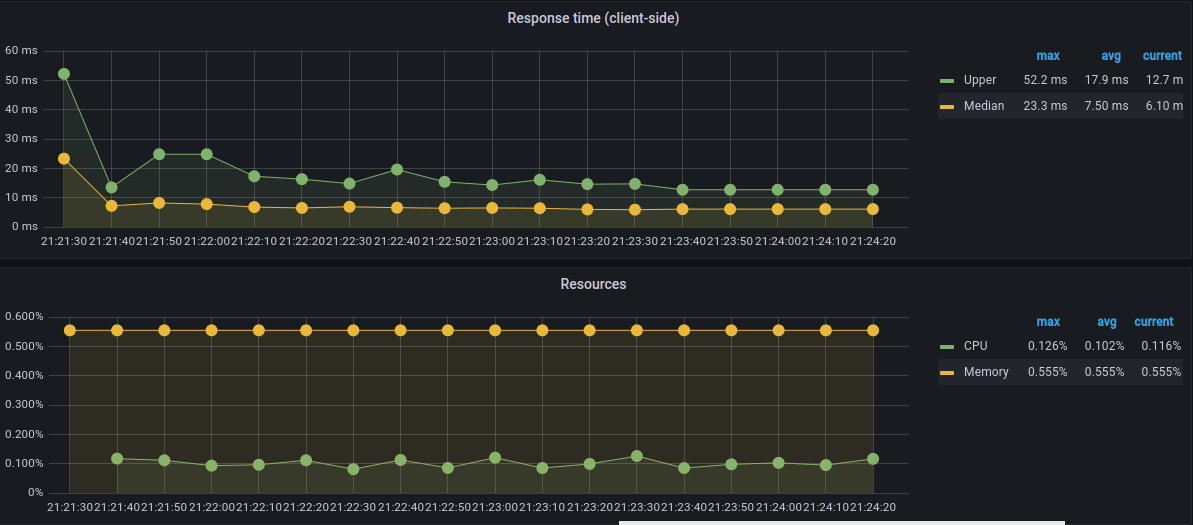 Response time (client-side)
60 ms
50 ms
40 ms
30 ms
20 ms
10 ms
0 ms
21:21:30 21:21:40 21:21:50 21:22:00 21:22:10 21:22:20 21:22:30 21:22:40 21:22:50 21:23:00 21:23:10 21:23:20 21:23:30 21:23:40 21:23:50 21:24:00 21:24:10 21:24:20
max avg current
Upper 52.2 ms 17.9 ms 12.7 m
Median 23.3 ms 7.50 ms 6.10 m
Resources
0.600%
0.500%
0.400%
0.300%
0.200%
0.100%
0%
21:21:30 21:21:40 21:21:50 21:22:00 21:22:10 21:22:20 21:22:30 21:22:40 21:22:50 21:23:00 21:23:10 21:23:20 21:23:30 21:23:40 21:23:50 21:24:00 21:24:10 21:24:20
max avg current
CPU 0.126% 0.102% 0.116%
Memory 0.555% 0.555% 0.555%